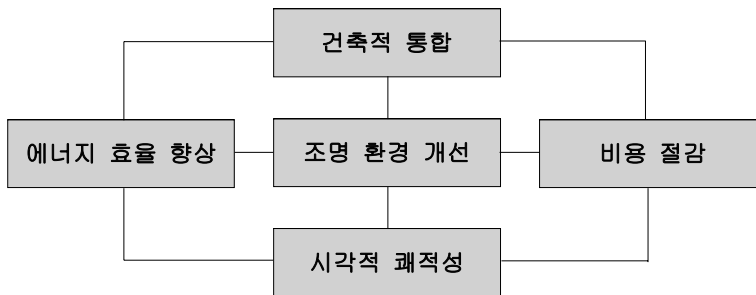 건축적 통합
에너지 효율 향상
조명 환경 개선
비용 절감
시각적 쾌적성